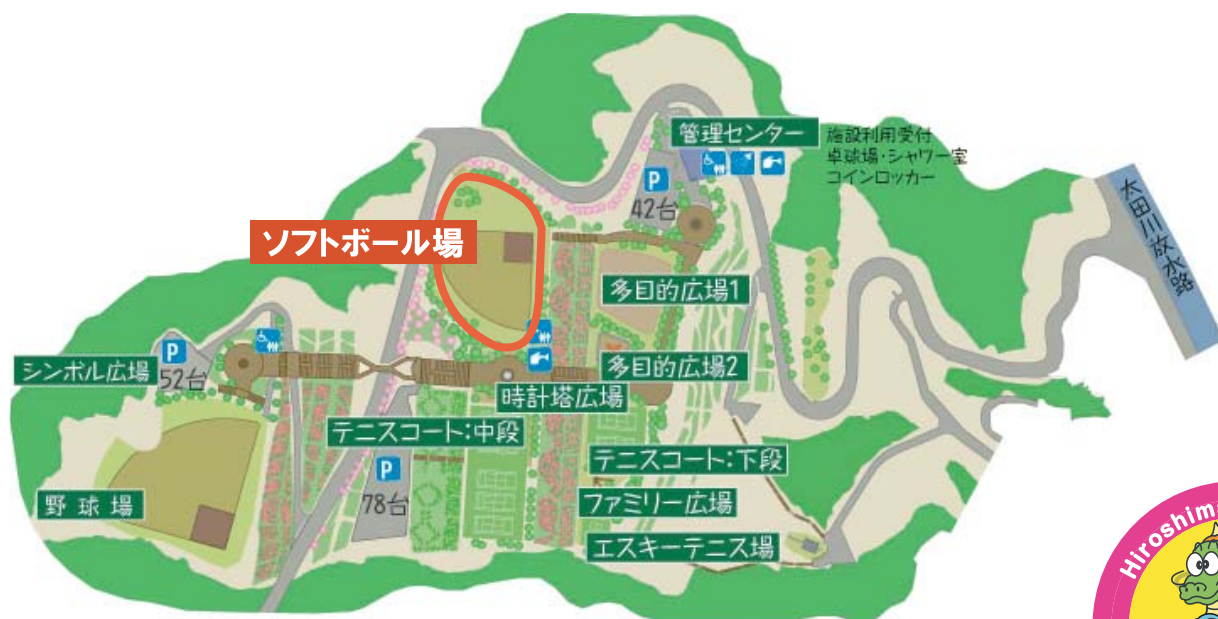 管理センター
施設利用受付
卓球場・シャワー室
コインロッカー
P
42台
太田川放水路
ソフトボール場
多目的広場1
シンボル広場
P
52台
多目的広場2
時計塔広場
テニスコート:中段
P
78台
テニスコート:下段
野球場
ファミリー広場
エスキーテニス場
Hiroshima